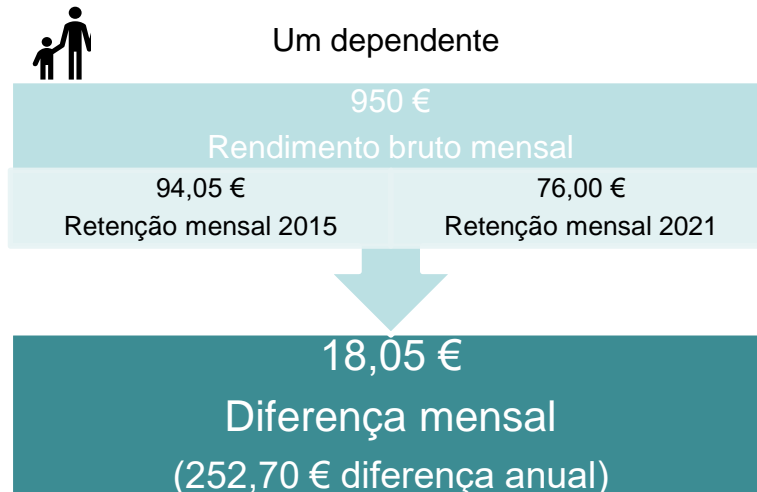 Um dependente
950 €
Rendimento bruto mensal
94,05 €
Retenção mensal 2015
76,00 €
Retenção mensal 2021
18,05 €
Diferença mensal
(252,70 € diferença anual)